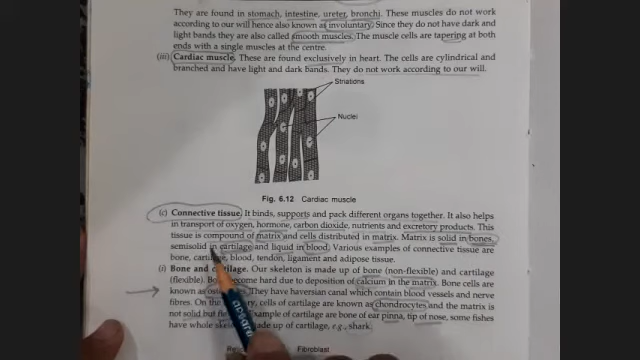 They are found in stomach, intestine, ureter, bronchi. These muscles do not work
according to our will hence also known as involuntary. Since they do not have dark and
light bands they are also called smooth muscles. The muscle cells are tapering at both
ends with a single muscles at the centre.
(iii) Cardiac muscle. These are found exclusively in heart. The cells are cylindrical and
branched and have light and dark bands. They do not work according to our will.
Striations
Nuclei
Fig. 6.12 Cardiac muscle
(c) Connective tissue. It binds, supports and pack different organs together. It also helps
in transport of oxygen, hormone, carbon dioxide, nutrients and excretory products. This
tissue is compound of matrix and cells distributed in matrix. Matrix is solid in bones,
semisolid in cartilage and liquid in blood. Various examples of connective tissue are
bone, cartilage, blood, tendon, ligament and adipose tissue.
(i) Bone and cartilage. Our skeleton is made up of bone (non-flexible) and cartilage
(flexible). become hard due to deposition of calcium in the matrix. Bone cells are
known as They have haversian canal which contain blood vessels and nerve
fibres. On the cells of cartilage are known as chondrocytes and the matrix is
not solid but Example of cartilage are bone of ear pinna, tip of nose, some fishes
have whole made up of cartilage, e.g., shark.
Fibroblast
apsara